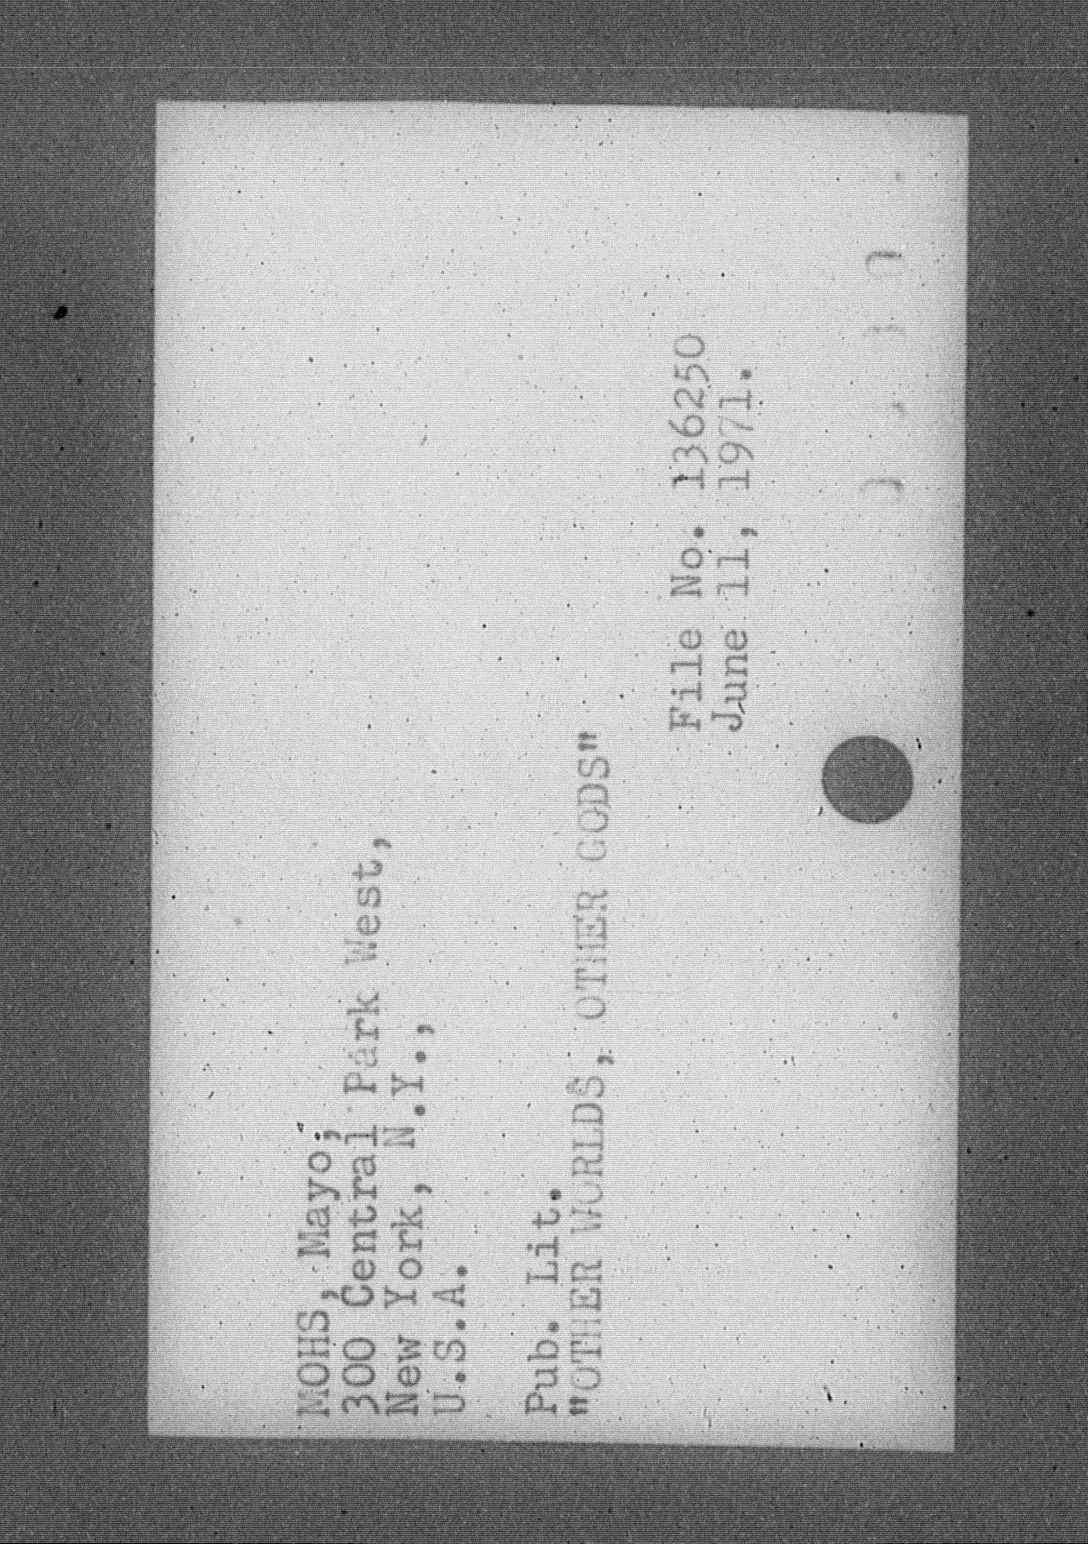 MOHS, Mayo,
300 Central Park West,
New York, N.Y.,
U.S.A.
Pub. Lit.
"OTHER WORLDS, OTHER GODS"
File No. 136250
June 11, 1971.